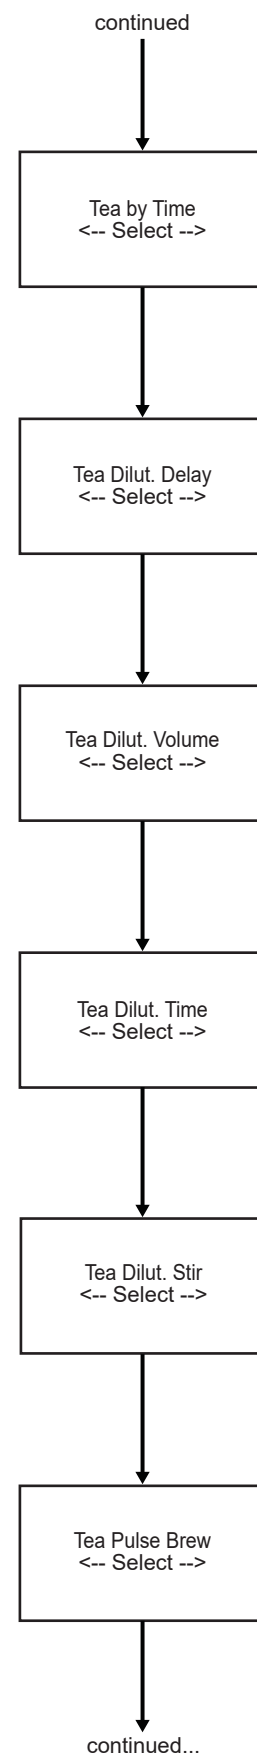 continued
Tea by Time
<-- Select -->
Tea Dilut. Delay
<-- Select -->
Tea Dilut. Volume
<-- Select -->
Tea Dilut. Time
<-- Select -->
Tea Dilut. Stir
<-- Select -->
Tea Pulse Brew
<-- Select -->
continued...